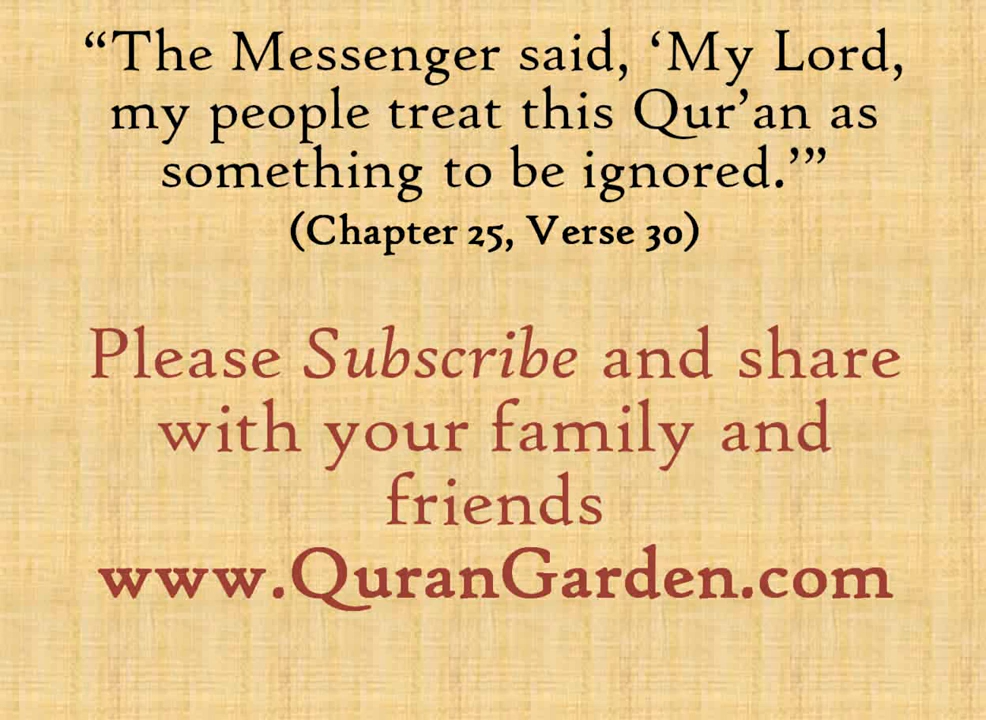 “The Messenger said, ‘My Lord,
my people treat this Qur’an as
something to be ignored.’”
(Chapter 25, Verse 30)
Please Subscribe and share
with your family and
friends
www.QuranGarden.com